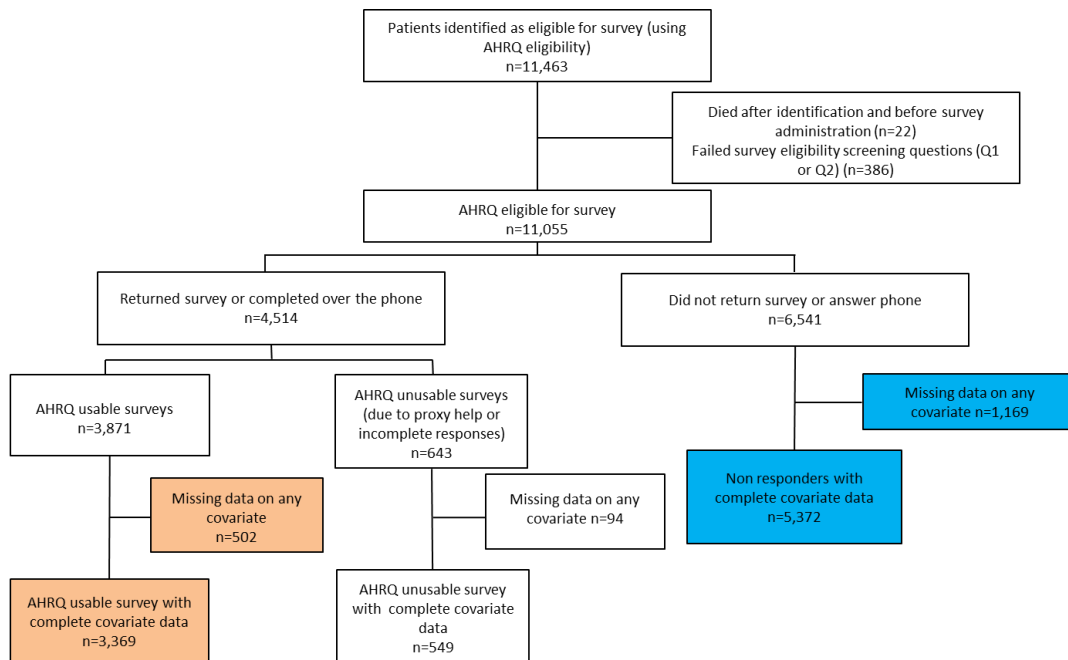 Patients identified as eligible for survey (using
AHRQ eligibility)
n=11,463
Died after identification and before survey
administration (n=22)
Failed survey eligibility screening questions (Q1
or Q2) (n=386)
AHRQ eligible for survey
n=11,055
Returned survey or completed over the phone
n=4,514
Did not return survey or answer phone
n=6,541
AHRQ usable surveys
n=3,871
AHRQ unusable surveys
(due to proxy help or
incomplete responses)
n=643
Missing data on any
covariate n=1,169
Missing data on any
covariate
n=502
Missing data on any
covariate n=94
Non responders with
complete covariate data
n=5,372
AHRQ usable survey with
complete covariate data
n=3,369
AHRQ unusable survey
with complete covariate
data
n=549